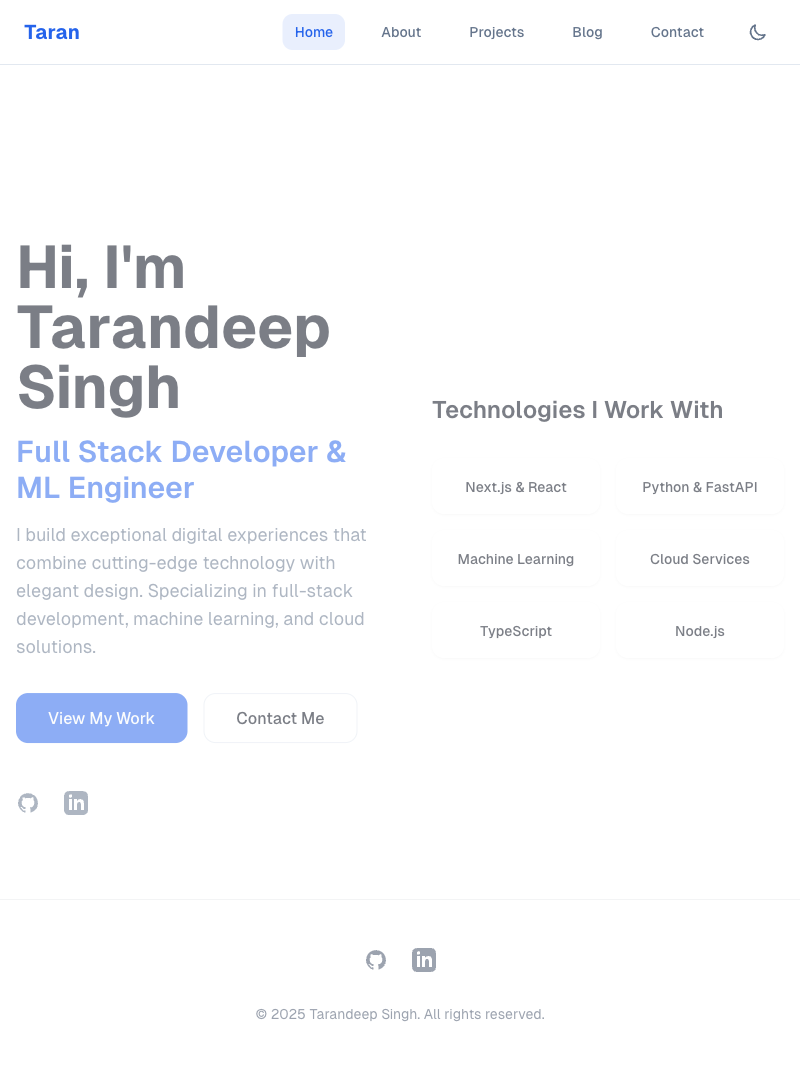 Taran
Home
About
Projects
Blog
Contact
Hi, I'm
Tarandeep
Singh
Full Stack Developer &
ML Engineer
I build exceptional digital experiences that
combine cutting-edge technology with
elegant design. Specializing in full-stack
development, machine learning, and cloud
solutions.
View My Work
Contact Me
Technologies I Work With
Next.js & React
Python & FastAPI
Machine Learning
Cloud Services
TypeScript
Node.js
© 2025 Tarandeep Singh. All rights reserved.